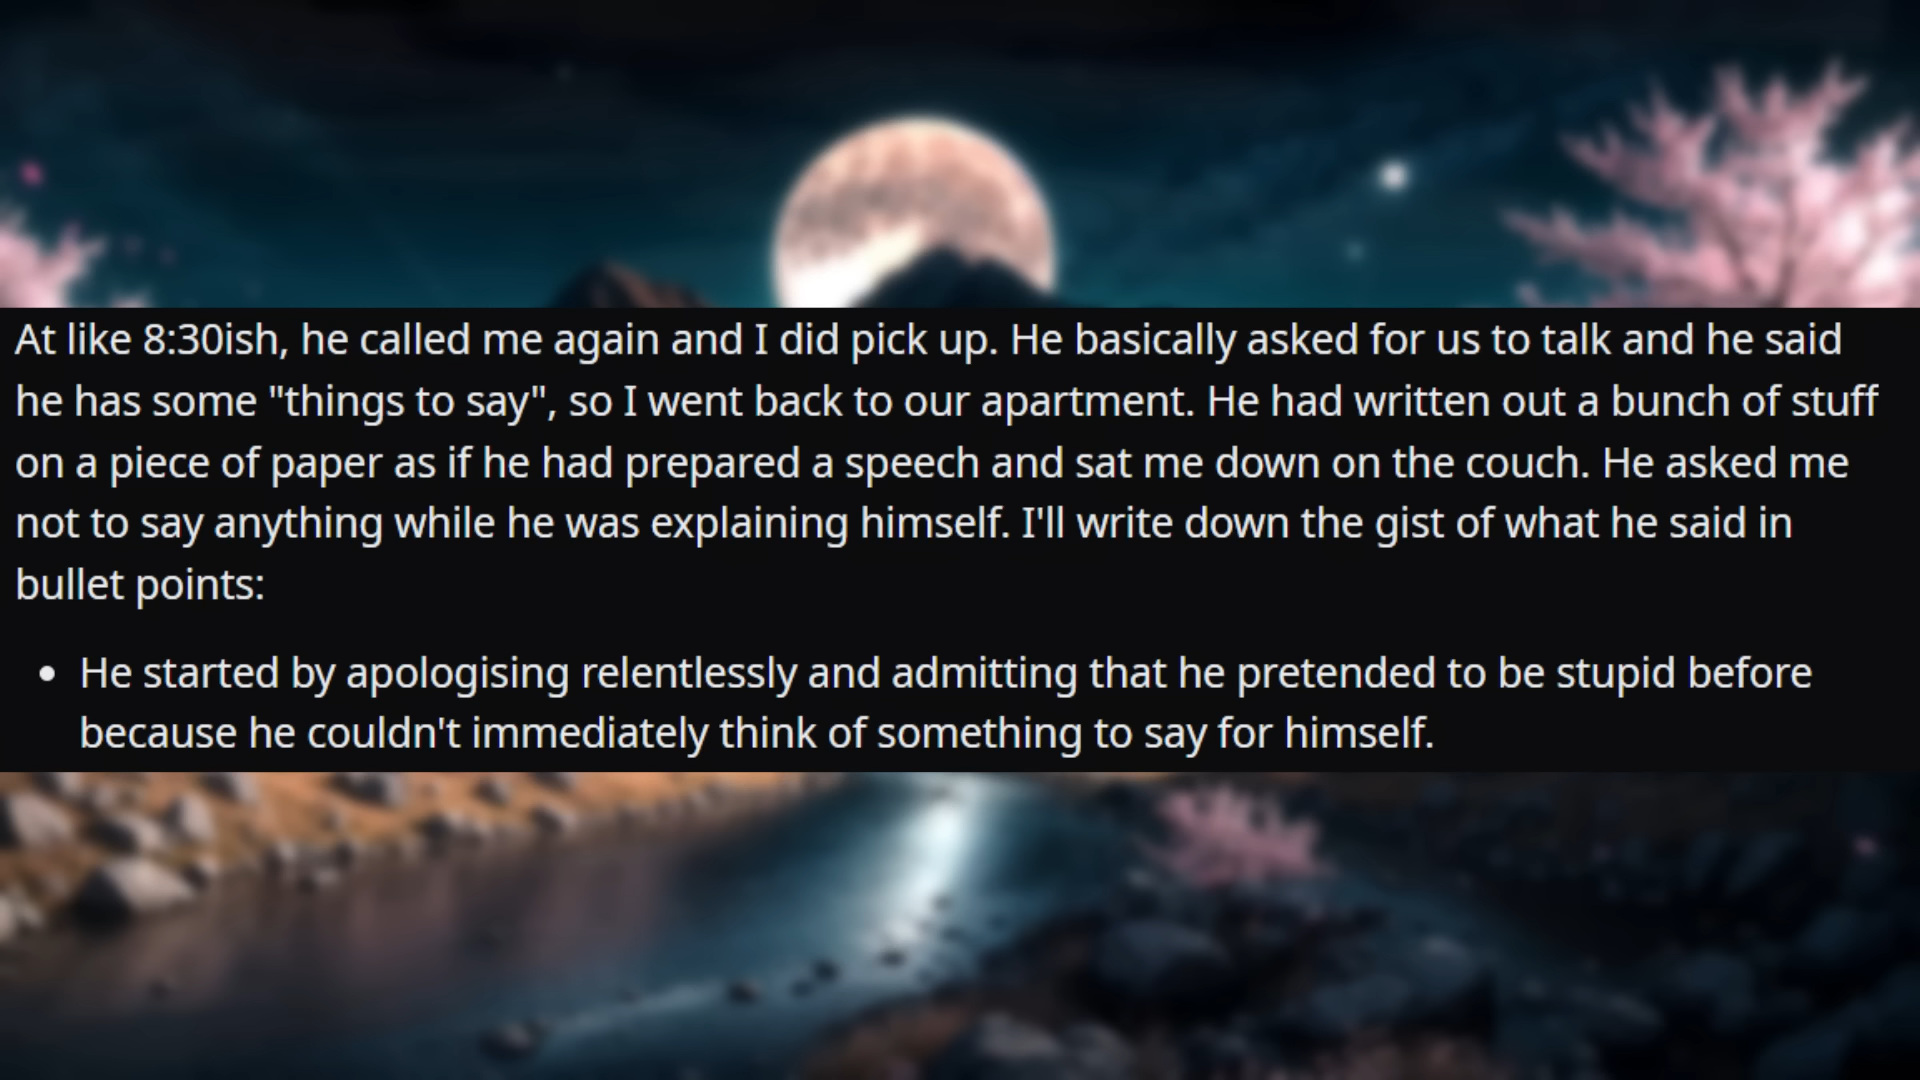 At like 8:30ish, he called me again and I did pick up. He basically asked for us to talk and he said
he has some "things to say", so I went back to our apartment. He had written out a bunch of stuff
on a piece of paper as if he had prepared a speech and sat me down on the couch. He asked me
not to say anything while he was explaining himself. I'll write down the gist of what he said in
bullet points:
• He started by apologising relentlessly and admitting that he pretended to be stupid before
because he couldn't immediately think of something to say for himself.